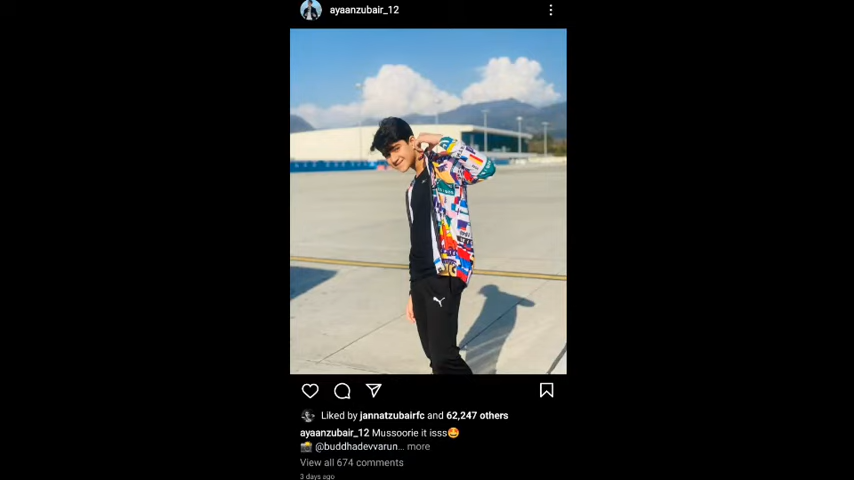 ayaanzubair_12
Liked by jannatzubairfc and 62,247 others
ayaanzubair_12 Mussoorie it isss🤩
📸 @buddhadevvarun... more
View all 674 comments
3 days ago